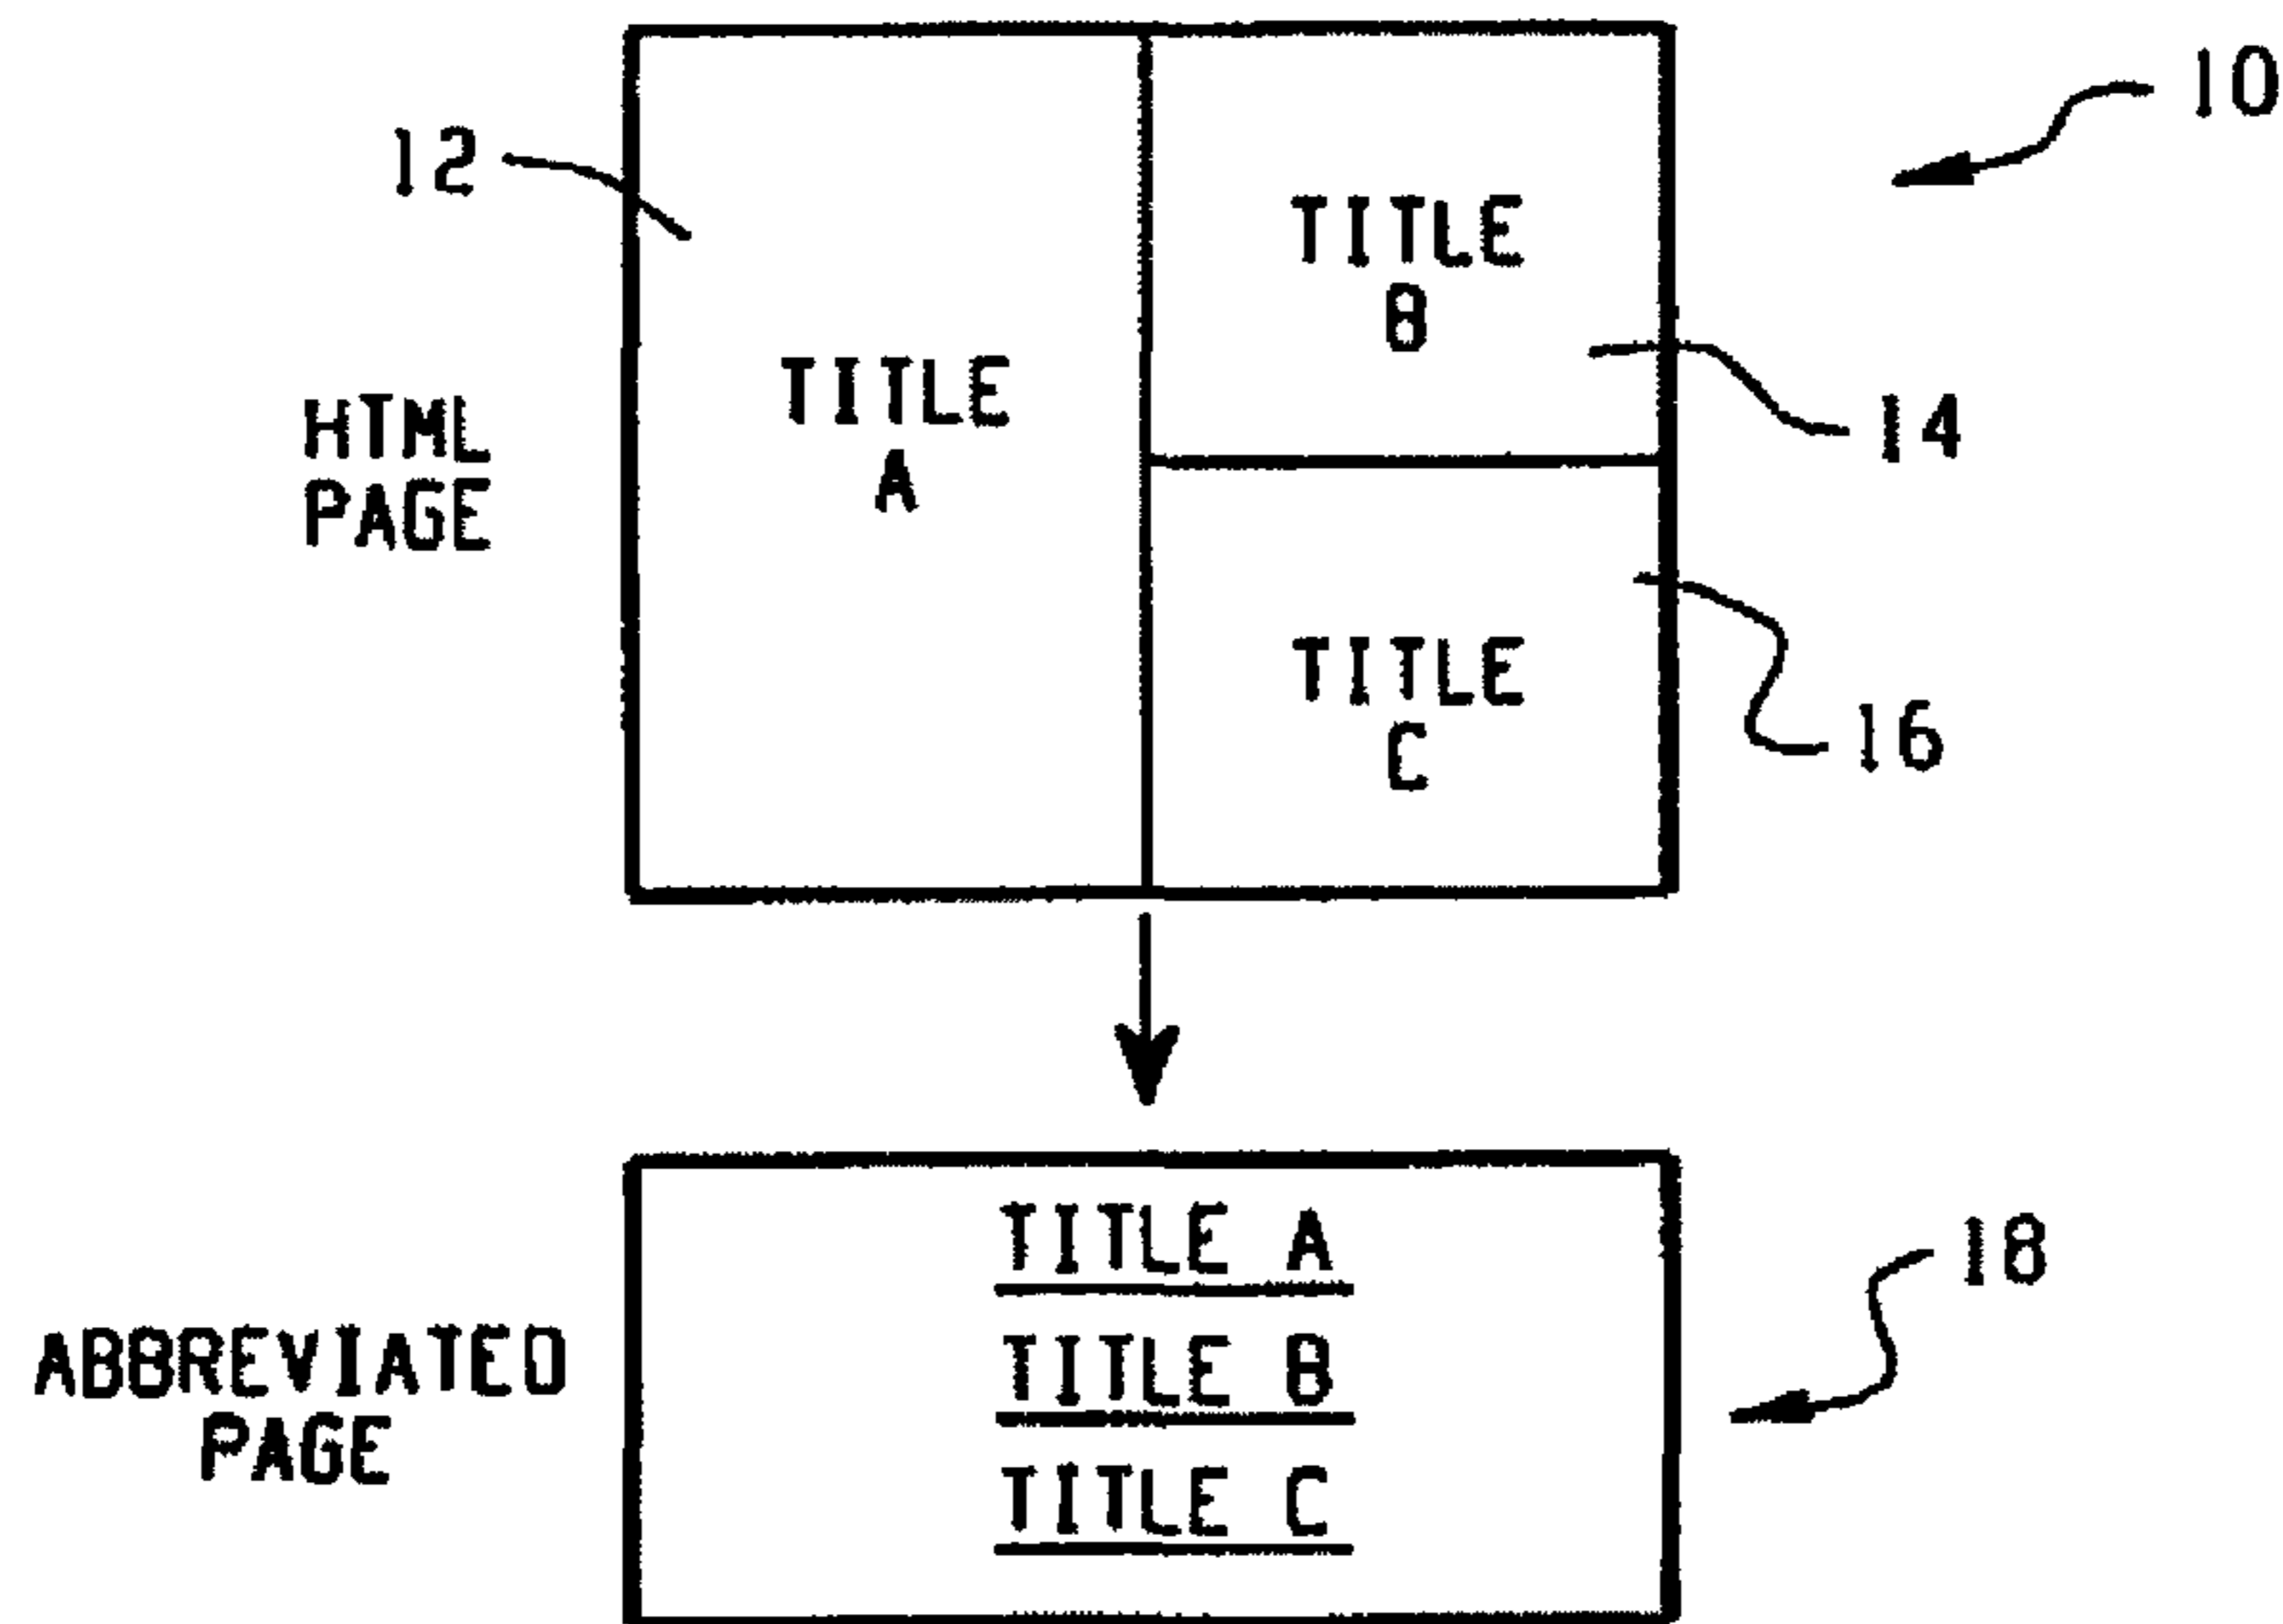 10
12
TITLE
B
TITLE
A
HTML
PAGE
14
TITLE
C
16
TITLE A
18
TITLE B
ABBREVIATED
PAGE
TITLE C